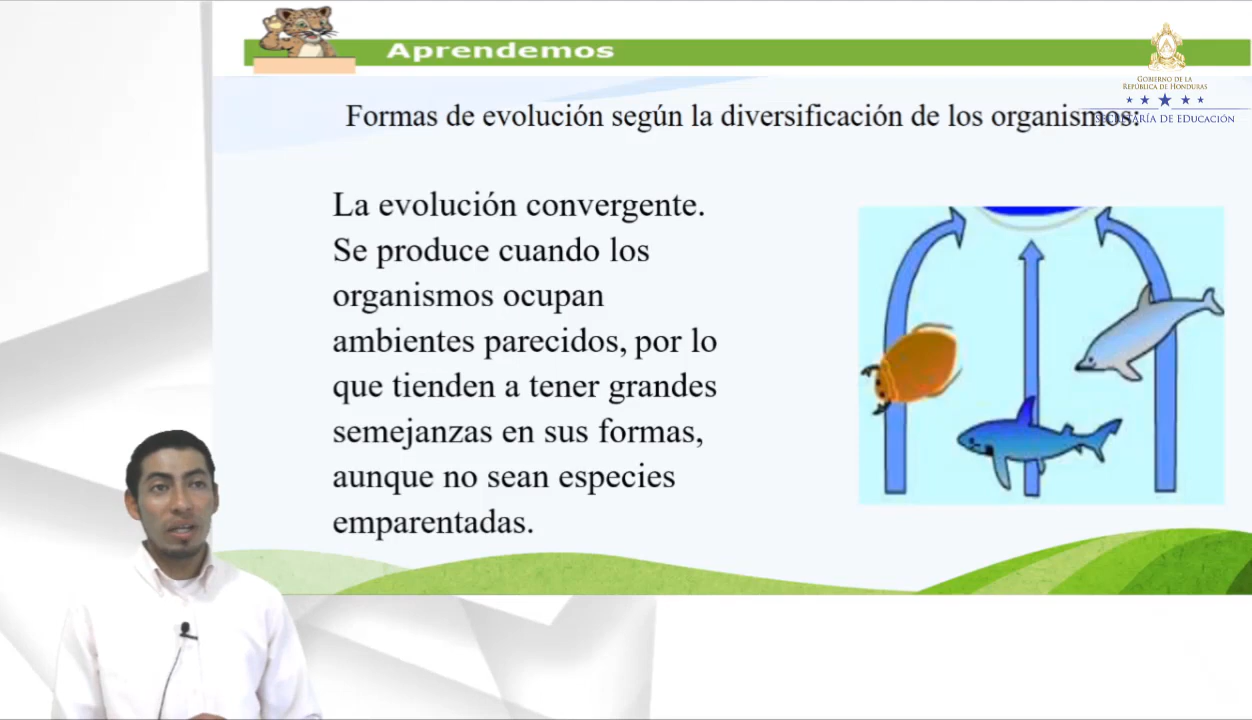 Aprendemos
GOBIERNO DE LA
REPÚBLICA DE HONDURAS
SECRETARÍA DE EDUCACIÓN
Formas de evolución según la diversificación de los organismos:
La evolución convergente.
Se produce cuando los
organismos ocupan
ambientes parecidos, por lo
que tienden a tener grandes
semejanzas en sus formas,
aunque no sean especies
emparentadas.